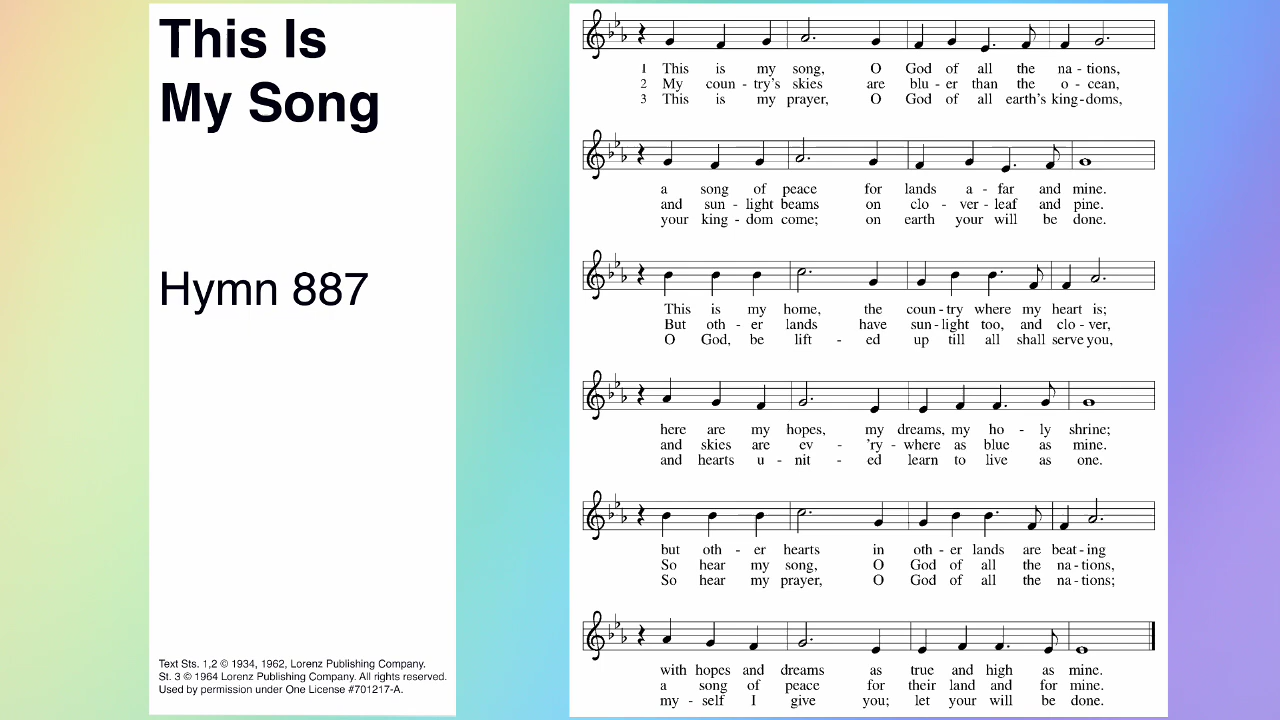 This Is
My Song
Hymn 887
Text Sts. 1,2 © 1934, 1962, Lorenz Publishing Company.
St. 3 © 1964 Lorenz Publishing Company. All rights reserved.
Used by permission under One License #701217-A.
1 This is my song, O God of all the na - tions,
2 My coun - try's skies are blu - er than the o - cean,
3 This is my prayer, O God of all earth's king - doms,
a song of peace for lands a - far and mine.
and sun - light beams on clo - ver - leaf and pine.
your king - dom come; on earth your will be done.
This is my home, the coun - try where my heart is;
But oth - er lands have sun - light too, and clo - ver,
O God, be lift - ed up till all shall serve you,
here are my hopes, my dreams, my ho - ly shrine;
and skies are ev - 'ry - where as blue as mine.
and hearts u - nit - ed learn to live as one.
but oth - er hearts in oth - er lands are beat - ing
So hear my song, O God of all the na - tions,
So hear my prayer, O God of all the na - tions;
with hopes and dreams as true and high as mine.
a song of peace for their land and for mine.
my - self I give you; let your will be done.